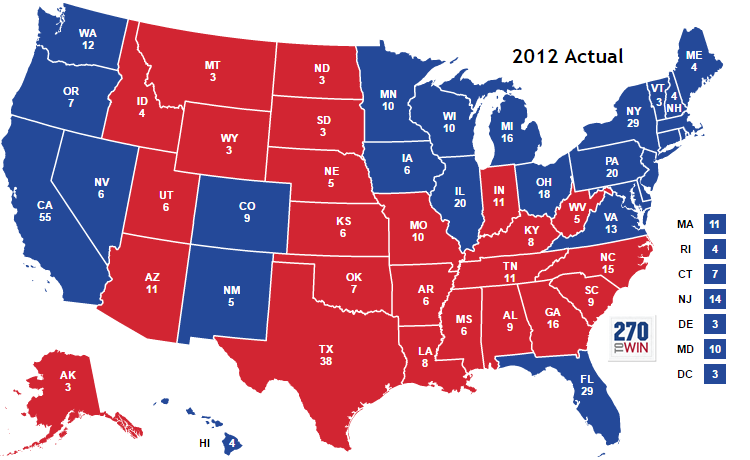 2012 Actual
WA
12
OR
7
CA
55
NV
6
ID
4
MT
3
WY
3
UT
6
AZ
11
CO
9
NM
5
ND
3
SD
3
NE
5
KS
6
OK
7
TX
38
MN
10
IA
6
MO
10
AR
6
LA
8
WI
10
IL
20
MI
16
IN
11
OH
18
KY
8
TN
11
MS
6
AL
9
GA
16
FL
29
SC
9
NC
15
VA
13
WV
5
PA
20
NY
29
VT
3
4
NH
ME
4
MA 11
RI 4
CT 7
NJ 14
DE 3
MD 10
DC 3
270
TO WIN
AK
3
HI 4